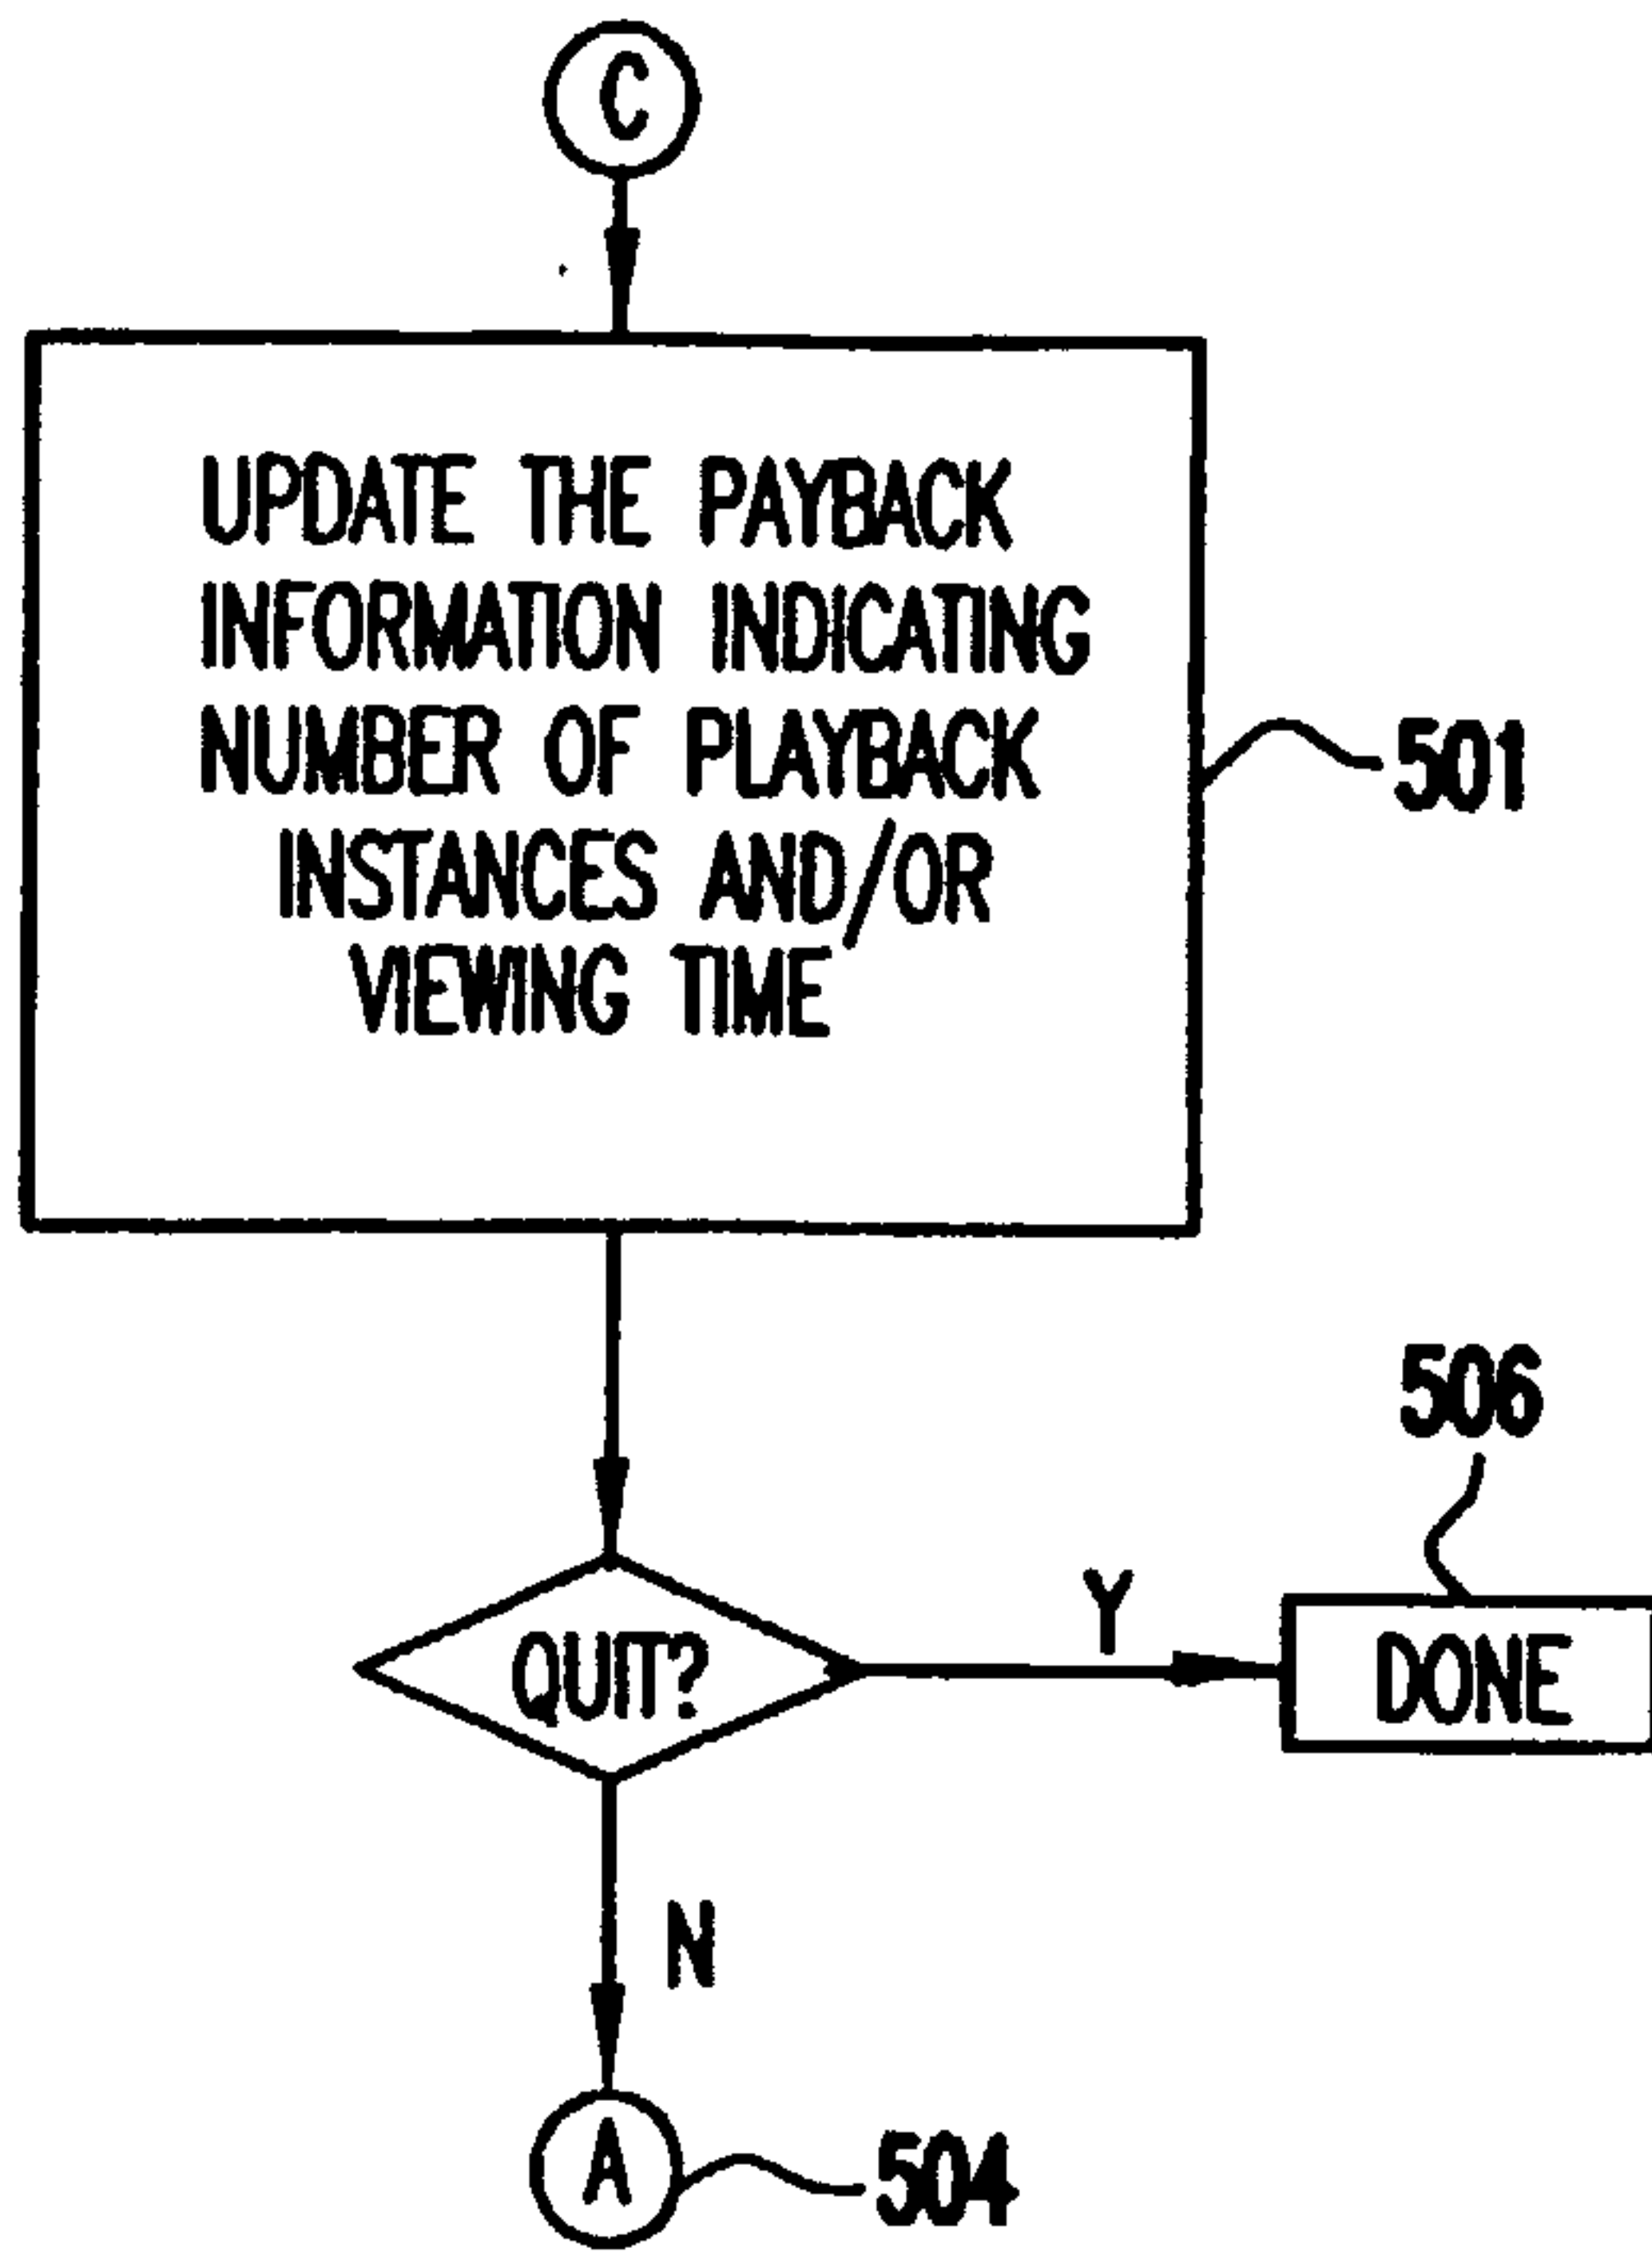 C
UPDATE THE PAYBACK
INFORMATION INDICATING
NUMBER OF PLAYBACK
INSTANCES AND/OR
VIEWING TIME
501
506
Y
QUIT?
DONE
N
A
504